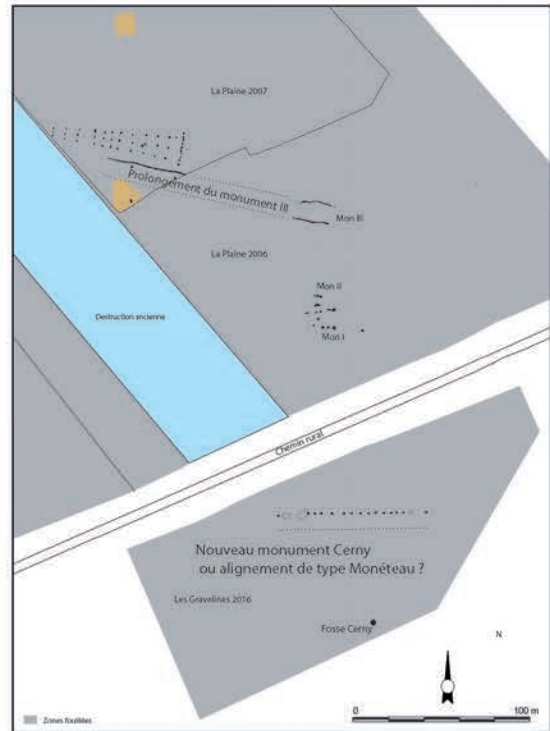 La Plaine 2007
Prolongement du monument III
Mon III
La Plaine 2006
Mon II
Destruction ancienne
Mon I
Chemin rural
Nouveau monument Cerny
ou alignement de type Monéteau ?
Les Gravelines 2016
Fosse Cerny
N
0 100 m
Zones fouillées